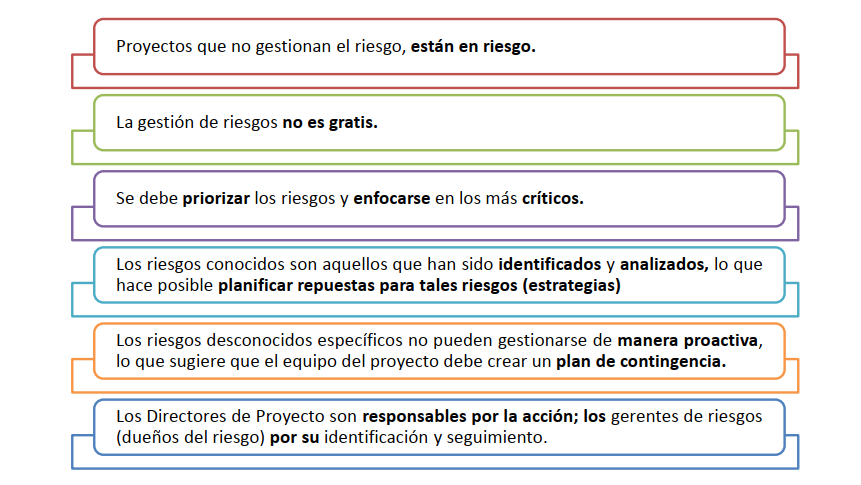 Proyectos que no gestionan el riesgo, están en riesgo.
La gestión de riesgos no es gratis.
Se debe priorizar los riesgos y enfocarse en los más críticos.
Los riesgos conocidos son aquellos que han sido identificados y analizados, lo que
hace posible planificar repuestas para tales riesgos (estrategias)
Los riesgos desconocidos específicos no pueden gestionarse de manera proactiva,
lo que sugiere que el equipo del proyecto debe crear un plan de contingencia.
Los Directores de Proyecto son responsables por la acción; los gerentes de riesgos
(dueños del riesgo) por su identificación y seguimiento.